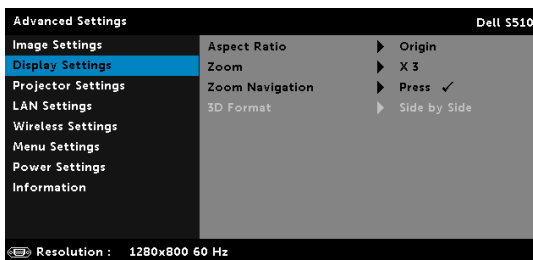 Advanced Settings Dell S510
Image Settings
Display Settings
Projector Settings
LAN Settings
Wireless Settings
Menu Settings
Power Settings
Information
Aspect Ratio Origin
Zoom X 3
Zoom Navigation Press ✓
3D Format Side by Side
Resolution : 1280x800 60 Hz